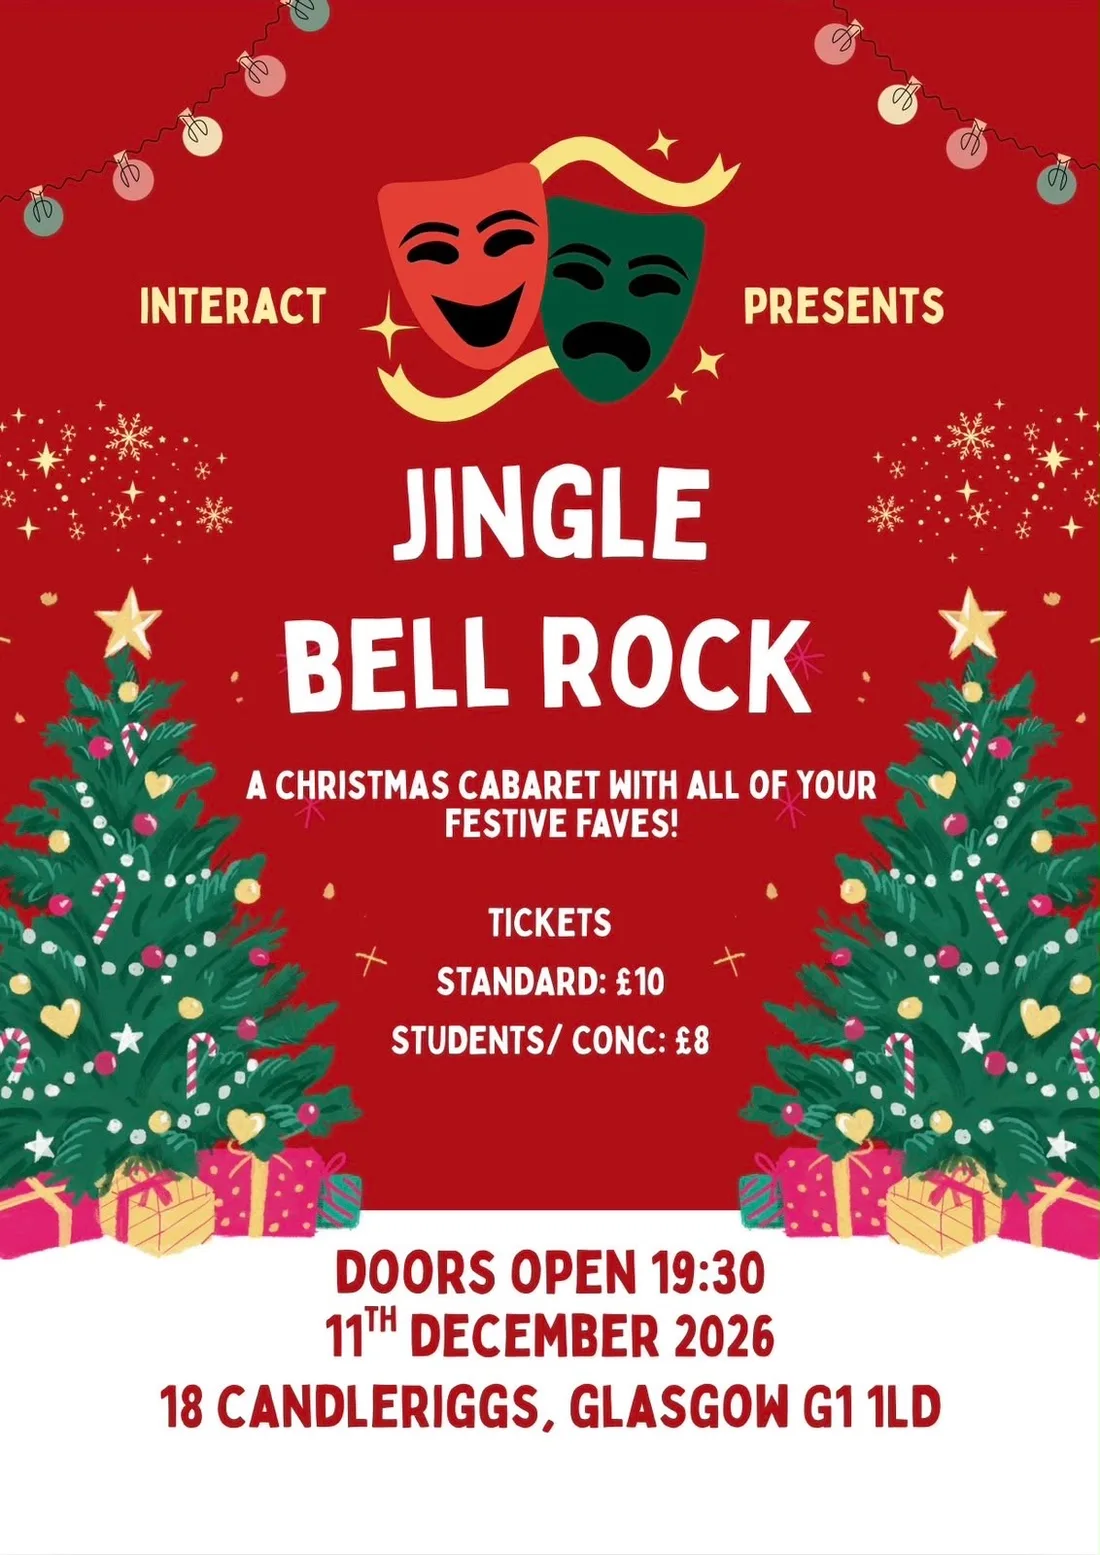 INTERACT PRESENTS
JINGLE
BELL ROCK
A CHRISTMAS CABARET WITH ALL OF YOUR
FESTIVE FAVES!
TICKETS
STANDARD: £10
STUDENTS/ CONC: £8
DOORS OPEN 19:30
11TH DECEMBER 2026
18 CANDLERIGGS, GLASGOW G1 1LD